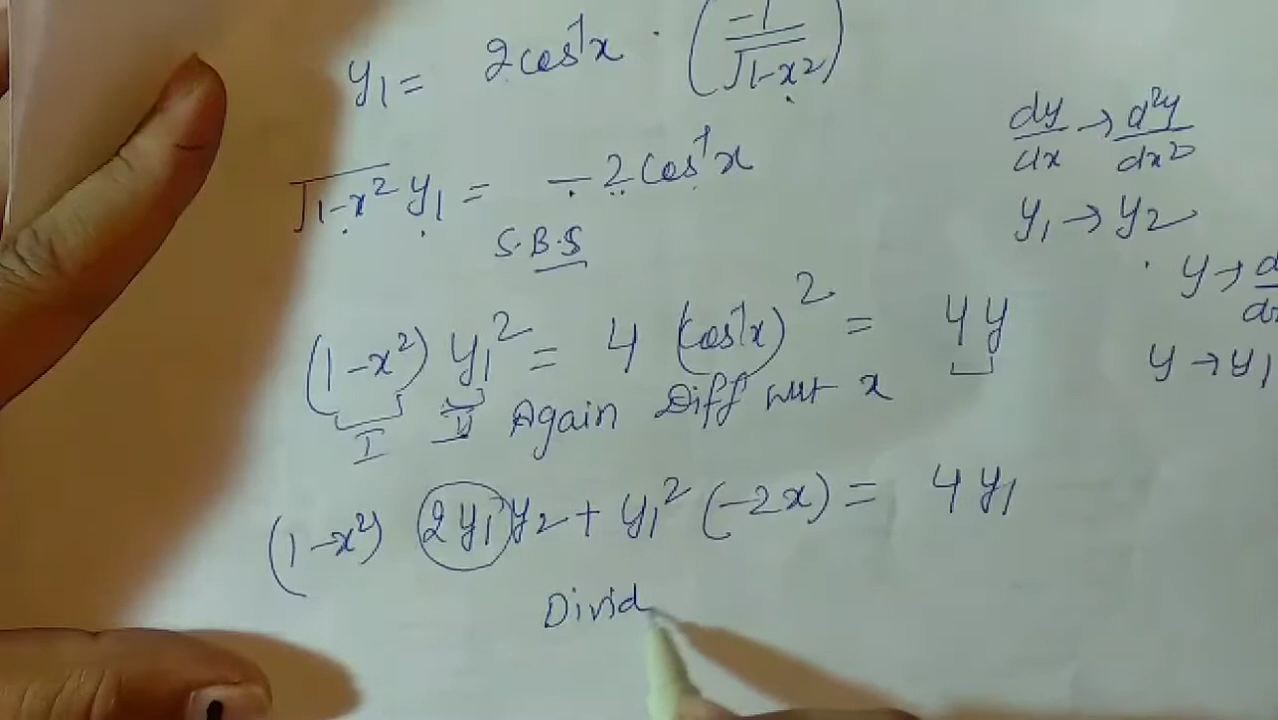 y₁ = 2cos⁻¹x · (-1/√1-x²)
√1-x² y₁ = -2cos⁻¹x
S.B.S
(1-x²) y₁² = 4 (cos⁻¹x)² = 4y
I II Again Diff wrt x
(1-x²) 2y₁ y₂ + y₁² (-2x) = 4y₁
Divid
dy/dx → d²y/dx²
y₁ → y₂
y → d
y → y₁